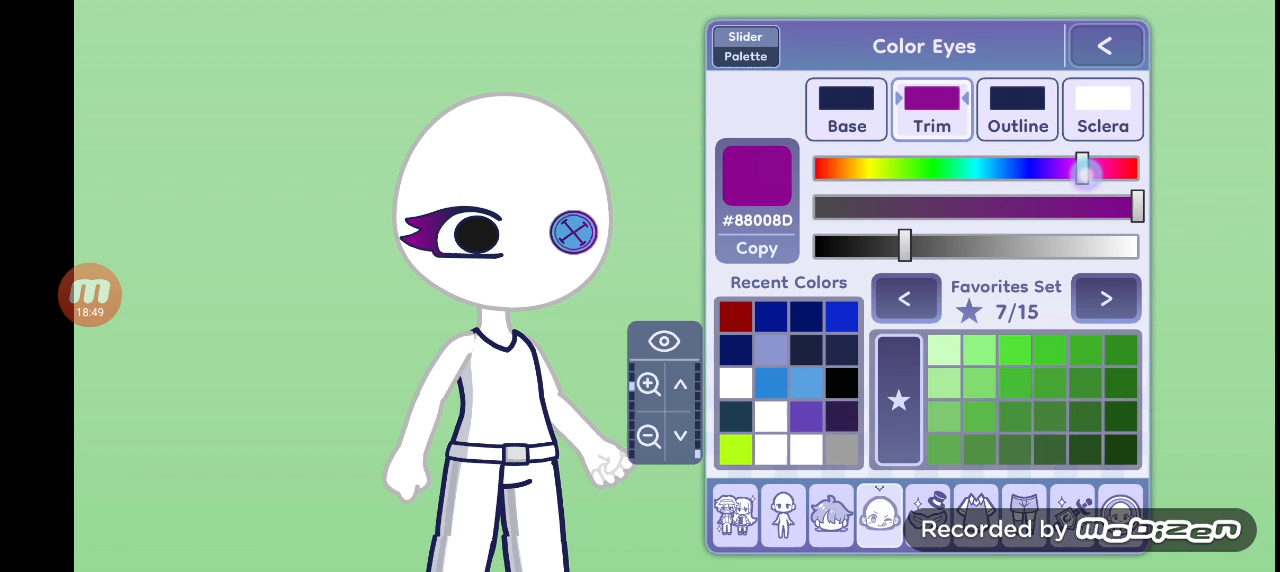 Slider
Palette
Color Eyes
<
Base
Trim
Outline
Sclera
#88008D
Copy
Recent Colors
<
Favorites Set
7/15
>
18:49
Recorded by mobizen